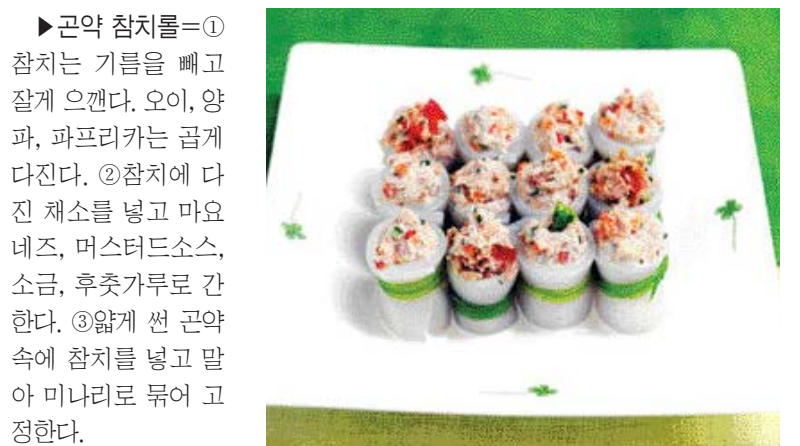 ▶곤약 참치롤=①
참치는 기름을 빼고
잘게 으깬다. 오이, 양
파, 파프리카는 곱게
다진다. ②참치에 다
진 채소를 넣고 마요
네즈, 머스터드소스,
소금, 후춧가루로 간
한다. ③얇게 썬 곤약
속에 참치를 넣고 말
아 미나리로 묶어 고
정한다.